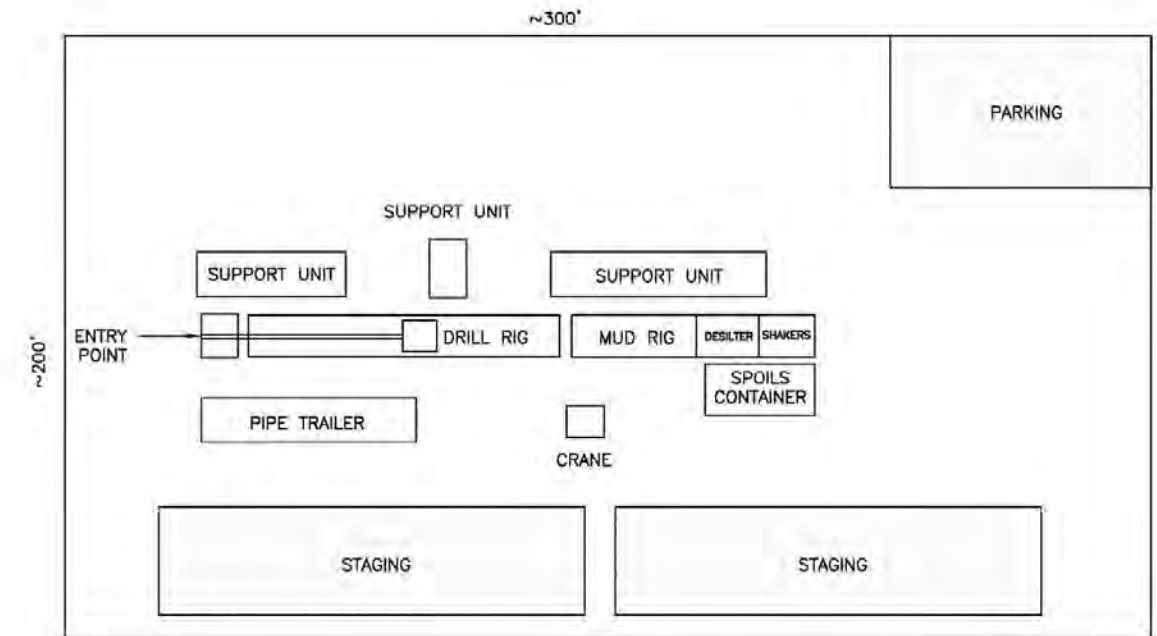 ~300'
PARKING
SUPPORT UNIT
SUPPORT UNIT
SUPPORT UNIT
ENTRY
POINT
DRILL RIG
MUD RIG
DESILTER
SHAKERS
~200'
SPOILS
CONTAINER
PIPE TRAILER
CRANE
STAGING
STAGING